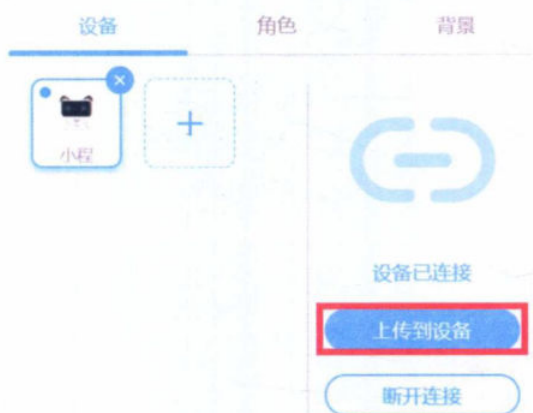 设备 角色 背景
小程
设备已连接
上传到设备
断开连接